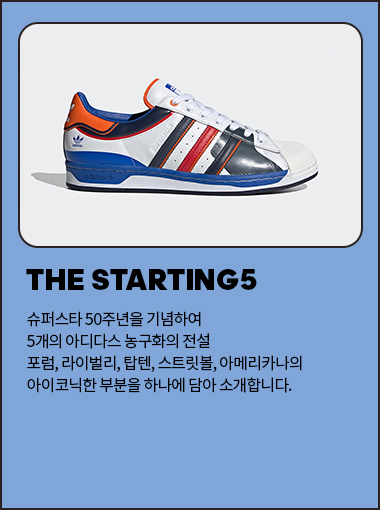 THE STARTING5
슈퍼스타 50주년을 기념하여
5개의 아디다스 농구화의 전설
포럼, 라이벌리, 탑텐, 스트릿볼, 아메리카나의
아이코닉한 부분을 하나에 담아 소개합니다.